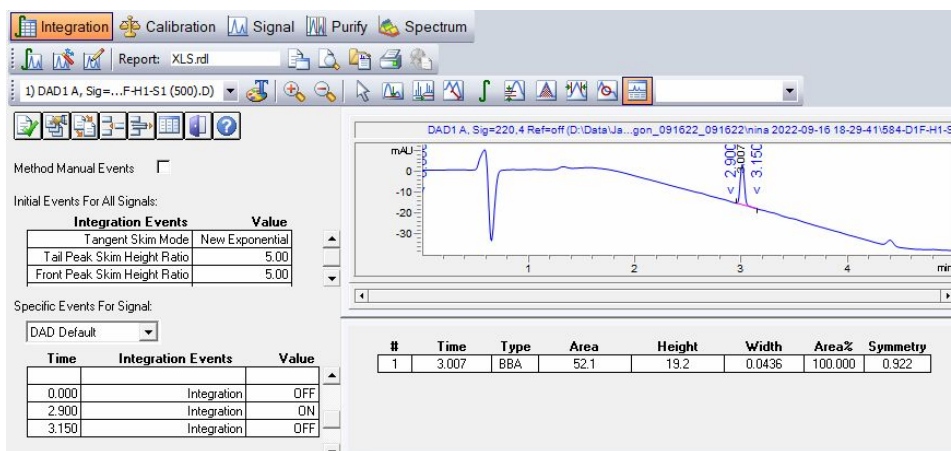 Integration Calibration Signal Purify Spectrum
Report: XLS.rdl
1) DAD1 A, Sig=...F-H1-S1 (500).D)
Method Manual Events
Initial Events For All Signals:
Integration Events Value
Tangent Skim Mode New Exponential
Tail Peak Skim Height Ratio 5.00
Front Peak Skim Height Ratio 5.00
Specific Events For Signal:
DAD Default
Time Integration Events Value
0.000 Integration OFF
2.900 Integration ON
3.150 Integration OFF
DAD1 A, Sig=220,4 Ref=off (D:\Data\Ja...gon_091622_091622\nina 2022-09-16 18-29-41\584-D1F-H1-S
mAU
0
-10
-20
-30
< 2.900
3.007
< 3.150
1 2 3 4 min
# Time Type Area Height Width Area% Symmetry
1 3.007 BBA 52.1 19.2 0.0436 100.000 0.922